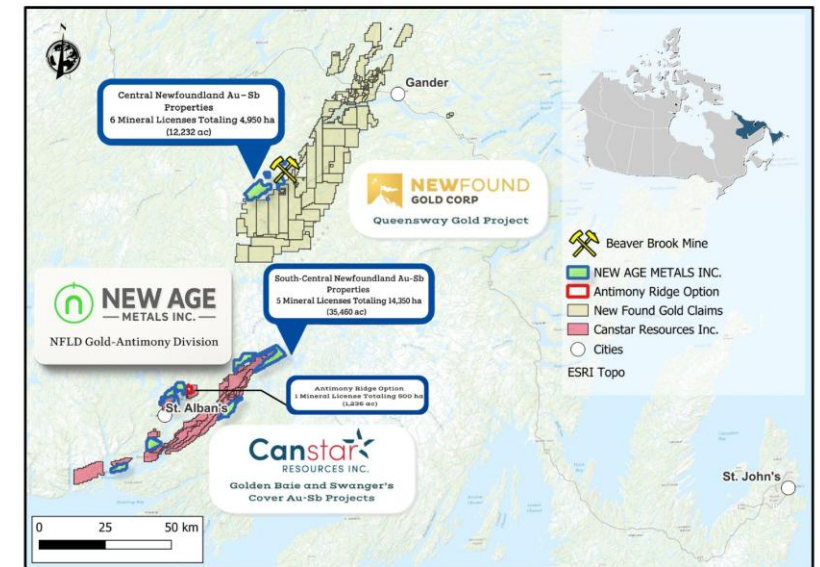 N
Central Newfoundland Au-Sb
Properties
6 Mineral Licenses Totaling 4,950 ha
(12,232 ac)
Gander
NEWFOUND
GOLD CORP
Queensway Gold Project
Beaver Brook Mine
NEW AGE METALS INC.
Antimony Ridge Option
New Found Gold Claims
Canstar Resources Inc.
Cities
ESRI Topo
NEW AGE
METALS INC.
NFLD Gold-Antimony Division
South-Central Newfoundland Au-Sb
Properties
5 Mineral Licenses Totaling 14,350 ha
(35,460 ac)
Antimony Ridge Option
1 Mineral License Totaling 500 ha
(1,236 ac)
St. Alban's
Canstar
RESOURCES INC.
Golden Baie and Swanger's
Cover Au-Sb Projects
St. John's
0 25 50 km